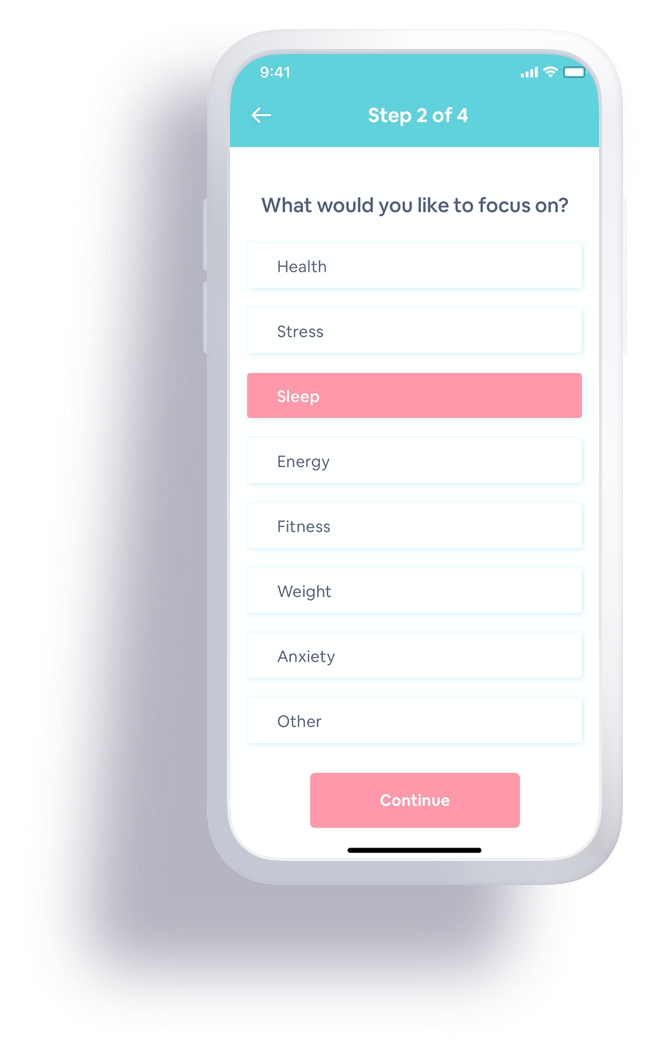 9:41
Step 2 of 4
What would you like to focus on?
Health
Stress
Sleep
Energy
Fitness
Weight
Anxiety
Other
Continue